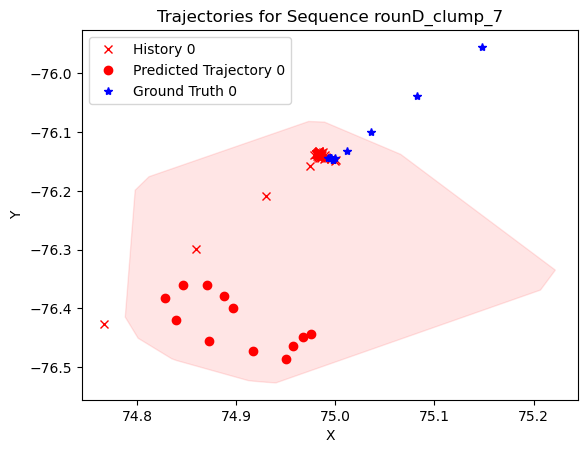 Trajectories for Sequence rounD_clump_7
History 0
Predicted Trajectory 0
Ground Truth 0
Y
−76.0
−76.1
−76.2
−76.3
−76.4
−76.5
74.8 74.9 75.0 75.1 75.2
X